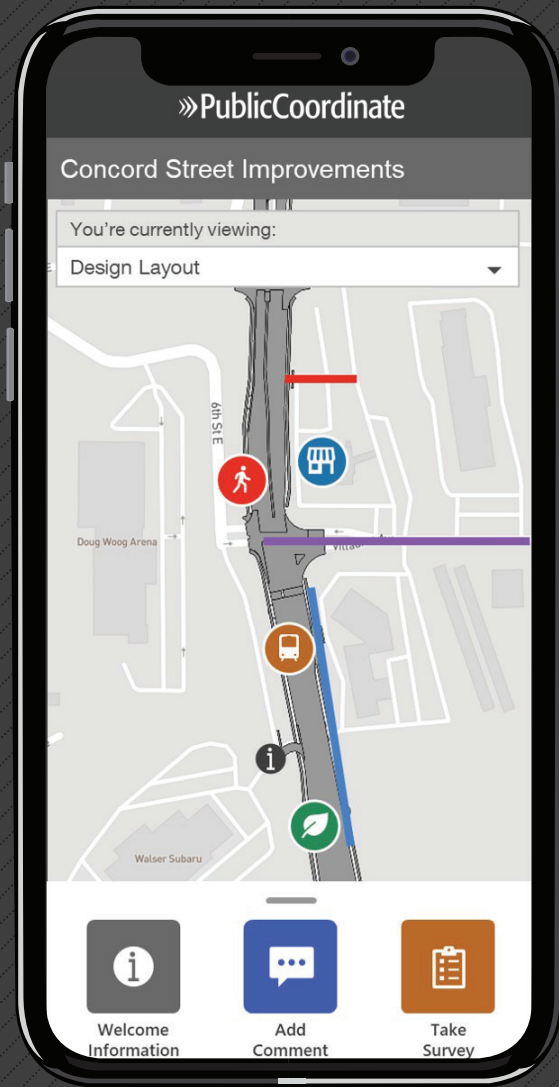 »PublicCoordinate
Concord Street Improvements
You're currently viewing:
Design Layout
6th St E
Doug Woog Arena
Walser Subaru
Welcome
Information
Add
Comment
Take
Survey